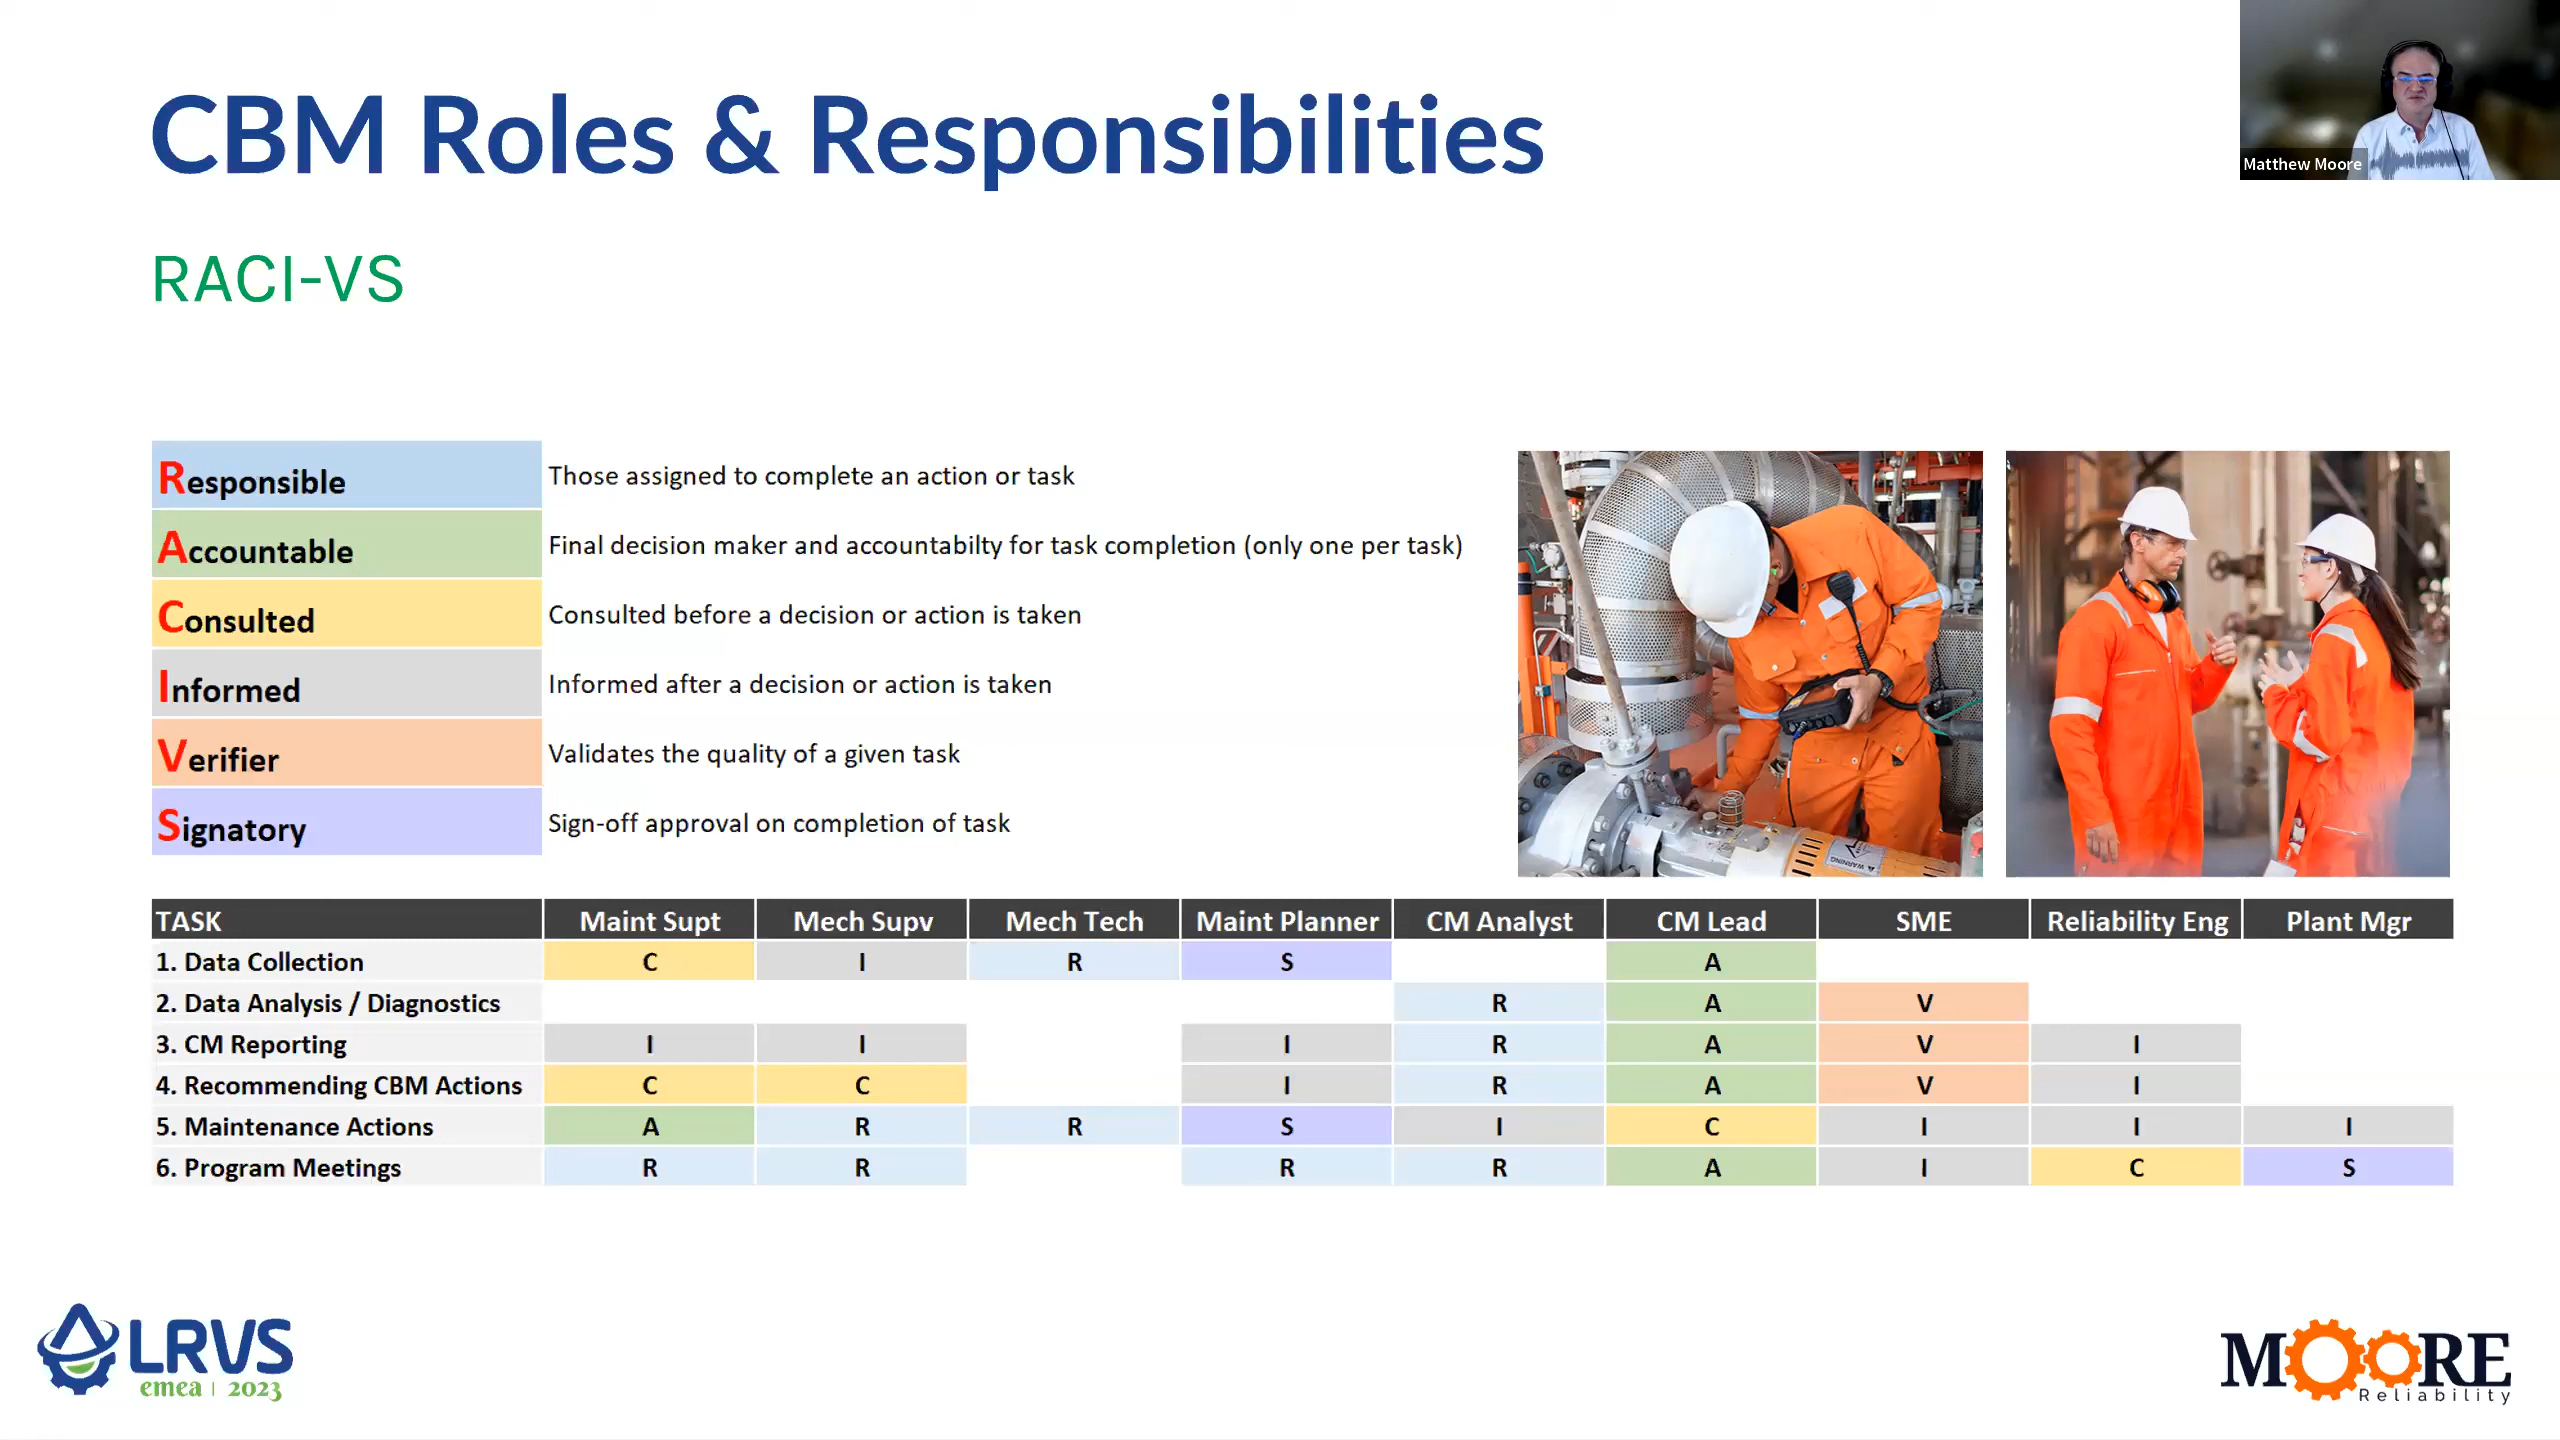 CBM Roles & Responsibilities
Matthew Moore
RACI-VS
Responsible Those assigned to complete an action or task
Accountable Final decision maker and accountabilty for task completion (only one per task)
Consulted Consulted before a decision or action is taken
Informed Informed after a decision or action is taken
Verifier Validates the quality of a given task
Signatory Sign-off approval on completion of task
WARNING
TASK Maint Supt Mech Supv Mech Tech Maint Planner CM Analyst CM Lead SME Reliability Eng Plant Mgr
1. Data Collection C I R S A
2. Data Analysis / Diagnostics R A V
3. CM Reporting I I I R A V I
4. Recommending CBM Actions C C I R A V I
5. Maintenance Actions A R R S I C I I I
6. Program Meetings R R R R A I C S
LRVS
emea | 2023
MOORE
Reliability